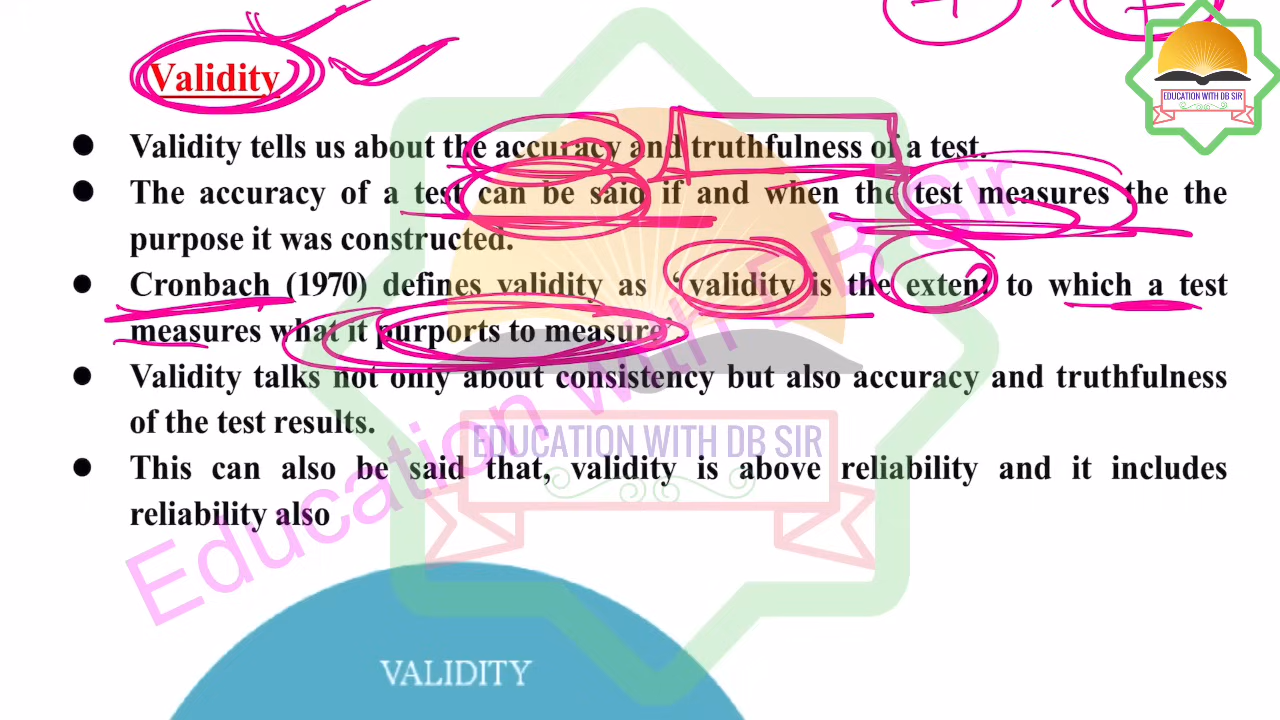 Validity
EDUCATION WITH DB SIR
● Validity tells us about the accuracy and truthfulness of a test.
● The accuracy of a test can be said if and when the test measures the the
purpose it was constructed.
● Cronbach (1970) defines validity as ‘validity is the extent to which a test
measures what it purports to measure’.
● Validity talks not only about consistency but also accuracy and truthfulness
of the test results.
EDUCATION WITH DB SIR
● This can also be said that, validity is above reliability and it includes
reliability also
Education with D B Sir
VALIDITY